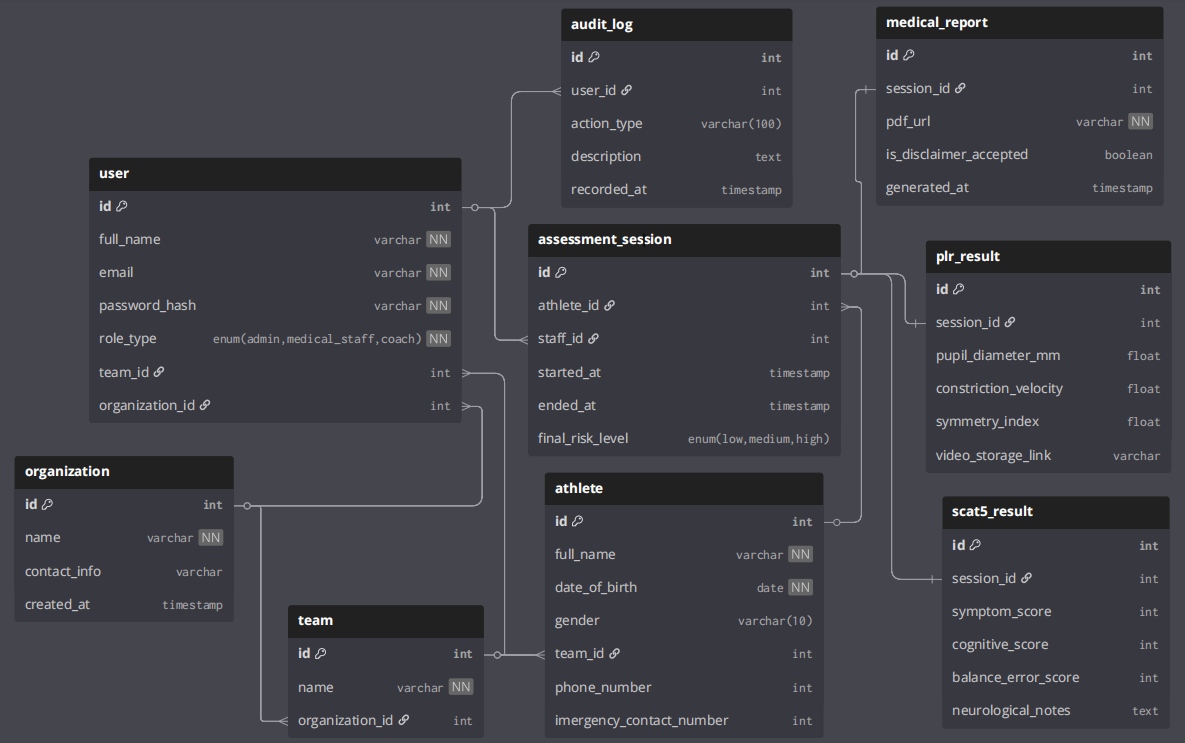 audit_log
id int
user_id int
action_type varchar(100)
description text
recorded_at timestamp
medical_report
id int
session_id int
pdf_url varchar NN
is_disclaimer_accepted boolean
generated_at timestamp
user
id int
full_name varchar NN
email varchar NN
password_hash varchar NN
role_type enum(admin,medical_staff,coach) NN
team_id int
organization_id int
assessment_session
id int
athlete_id int
staff_id int
started_at timestamp
ended_at timestamp
final_risk_level enum(low,medium,high)
plr_result
id int
session_id int
pupil_diameter_mm float
constriction_velocity float
symmetry_index float
video_storage_link varchar
organization
id int
name varchar NN
contact_info varchar
created_at timestamp
athlete
id int
full_name varchar NN
date_of_birth date NN
gender varchar(10)
team_id int
phone_number int
imergency_contact_number int
scat5_result
id int
session_id int
symptom_score int
cognitive_score int
balance_error_score int
neurological_notes text
team
id int
name varchar NN
organization_id int